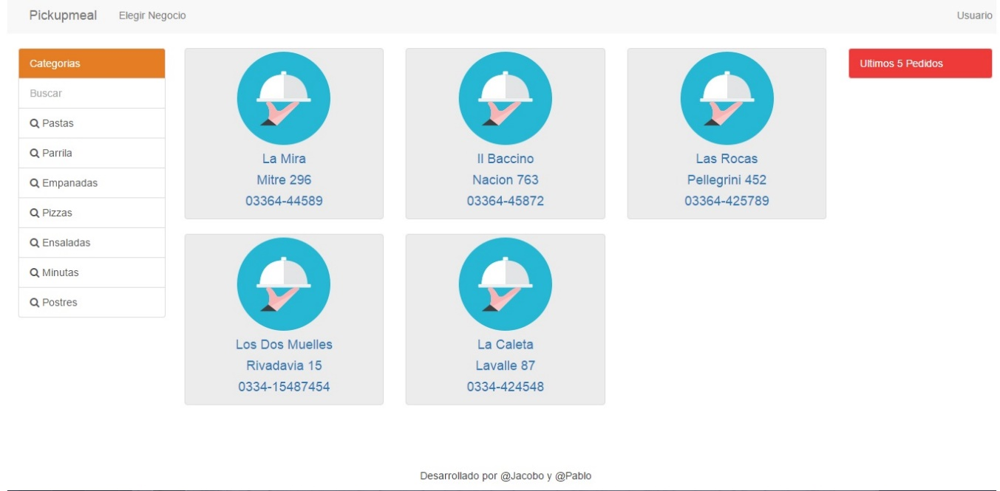 Pickupmeal Elegir Negocio Usuario
Categorias
Buscar
Pastas
Parrila
Empanadas
Pizzas
Ensaladas
Minutas
Postres
La Mira
Mitre 296
03364-44589
Il Baccino
Nacion 763
03364-45872
Las Rocas
Pellegrini 452
03364-425789
Los Dos Muelles
Rivadavia 15
0334-15487454
La Caleta
Lavalle 87
0334-424548
Ultimos 5 Pedidos
Desarrollado por @Jacobo y @Pablo